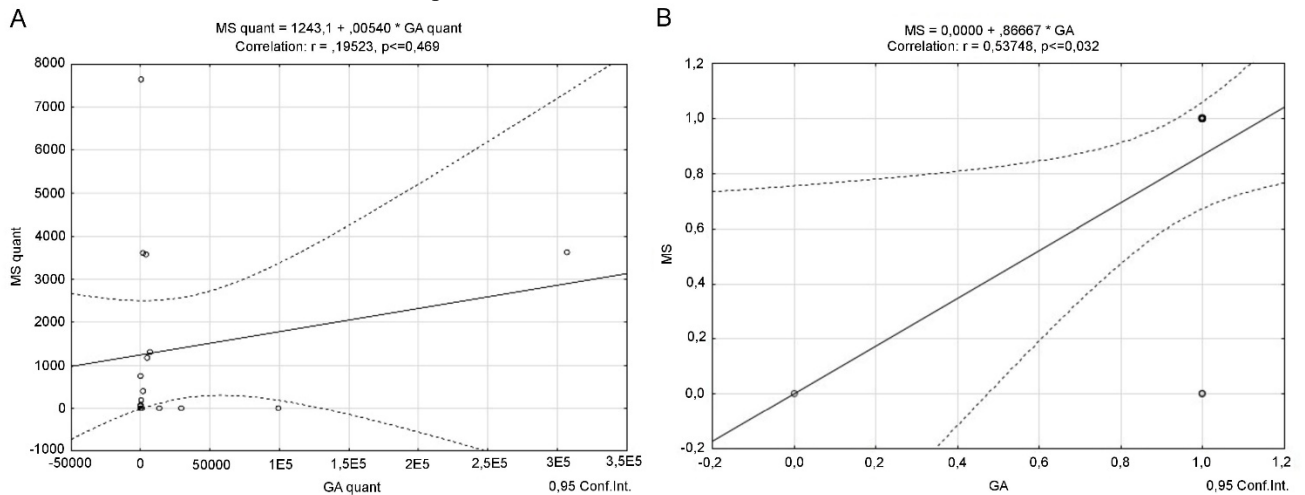 A
MS quant = 1243,1 + ,00540 * GA quant
Correlation: r = ,19523, p<=0,469
8000
7000
6000
5000
4000
3000
2000
1000
0
-1000
MS quant
-50000 0 50000 1E5 1,5E5 2E5 2,5E5 3E5 3,5E5
GA quant
0,95 Conf.Int.
B
MS = 0,0000 + ,86667 * GA
Correlation: r = 0,53748, p<=0,032
1,2
1,0
0,8
0,6
0,4
0,2
0,0
-0,2
MS
-0,2 0,0 0,2 0,4 0,6 0,8 1,0 1,2
GA
0,95 Conf.Int.